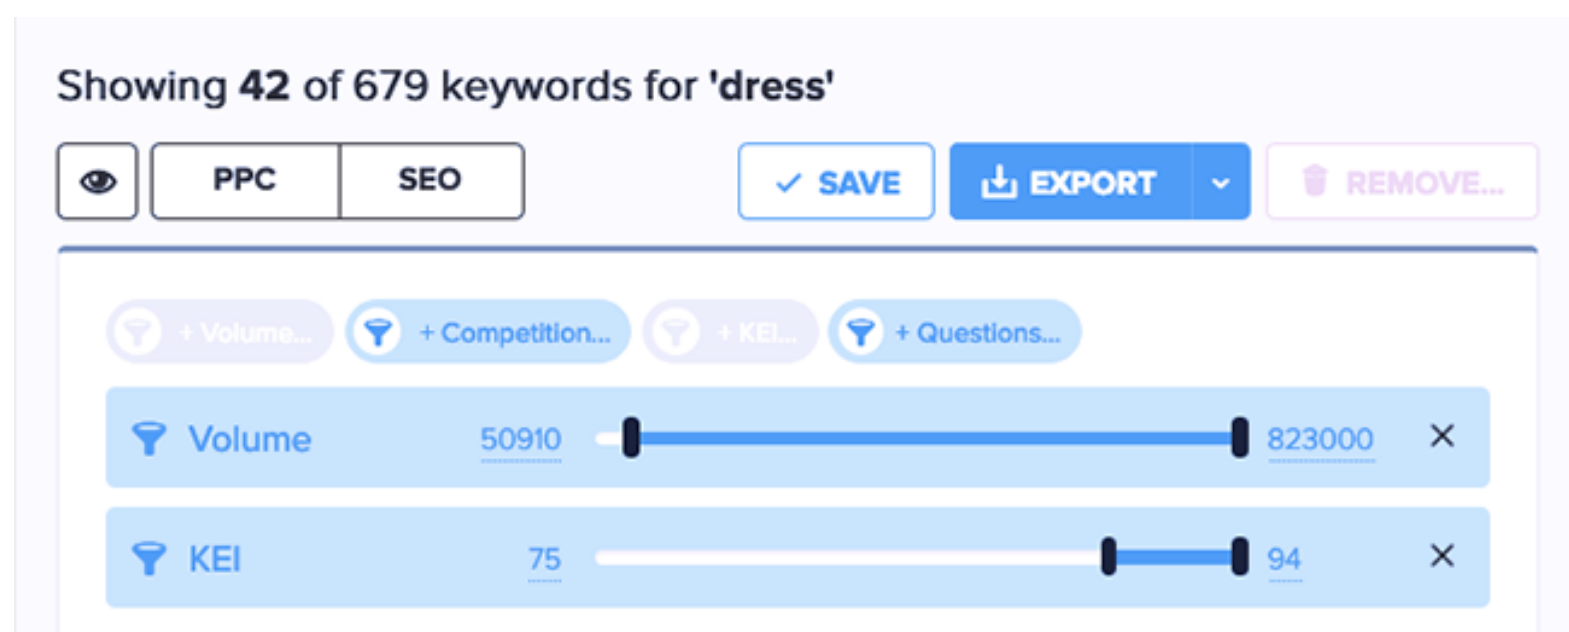 Showing 42 of 679 keywords for 'dress'
PPC SEO SAVE EXPORT REMOVE...
+ Volume... + Competition... + KEI... + Questions...
Volume 50910 823000
KEI 75 94